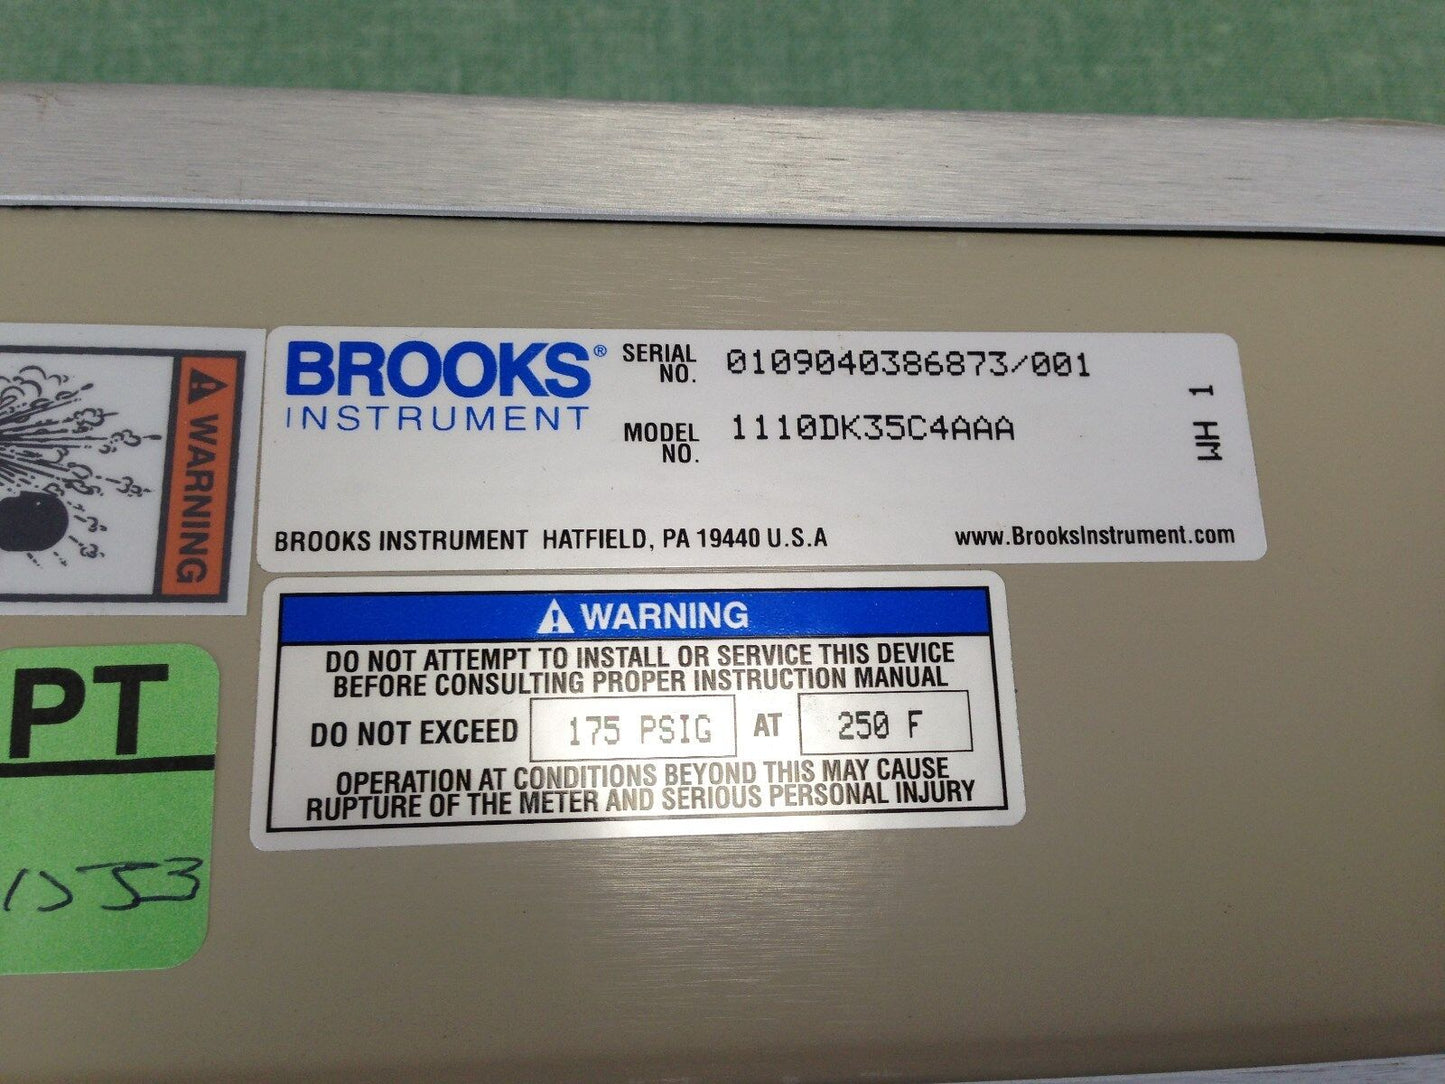 BROOKS®
INSTRUMENT
SERIAL
NO.
0109040386873/001
MODEL
NO.
1110DK35C4AAA
1
HM
BROOKS INSTRUMENT HATFIELD, PA 19440 U.S.A
www.BrooksInstrument.com
WARNING
WARNING
DO NOT ATTEMPT TO INSTALL OR SERVICE THIS DEVICE
BEFORE CONSULTING PROPER INSTRUCTION MANUAL
DO NOT EXCEED 175 PSIG AT 250 F
OPERATION AT CONDITIONS BEYOND THIS MAY CAUSE
RUPTURE OF THE METER AND SERIOUS PERSONAL INJURY
PT